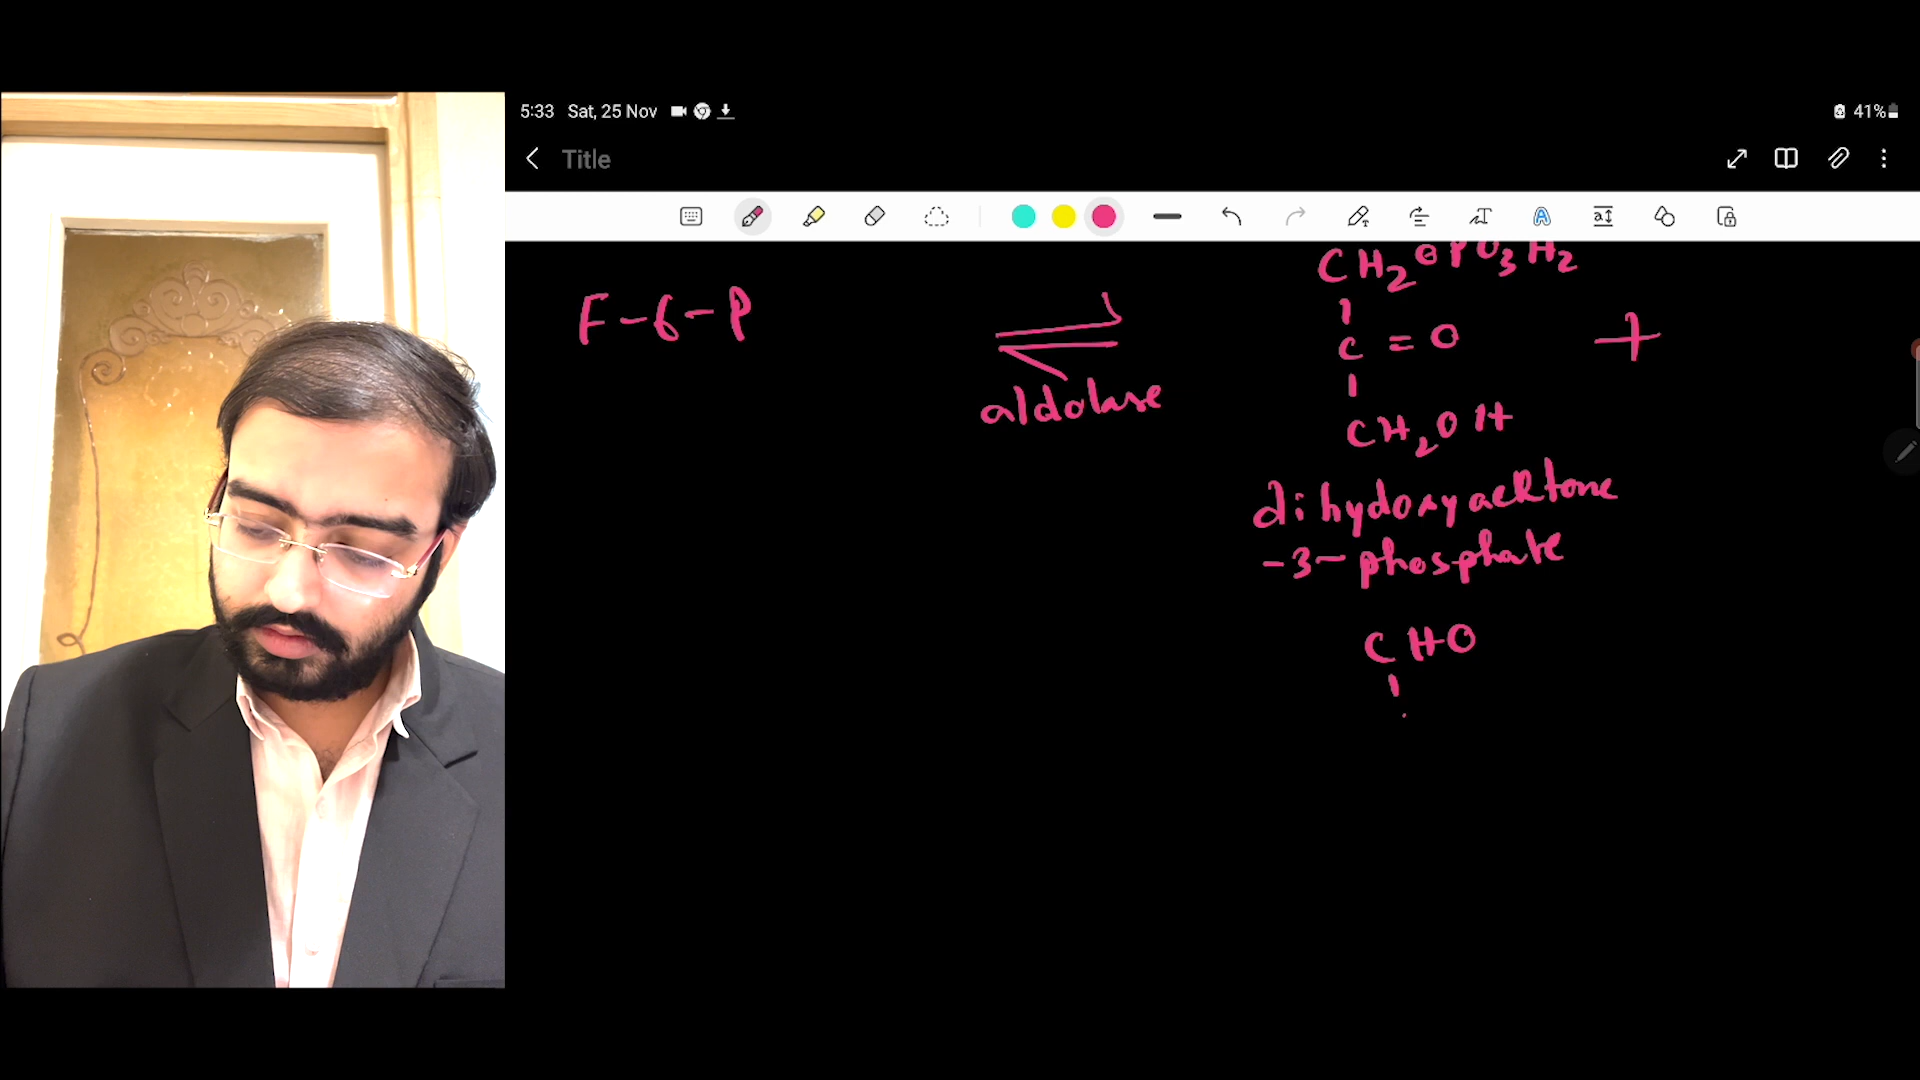 5:33 Sat, 25 Nov 41%
Title
CH₂OPO₃H₂
F-6-P
C = O +
aldolase
CH₂OH
dihydoxyacetone
-3-phosphate
CHO